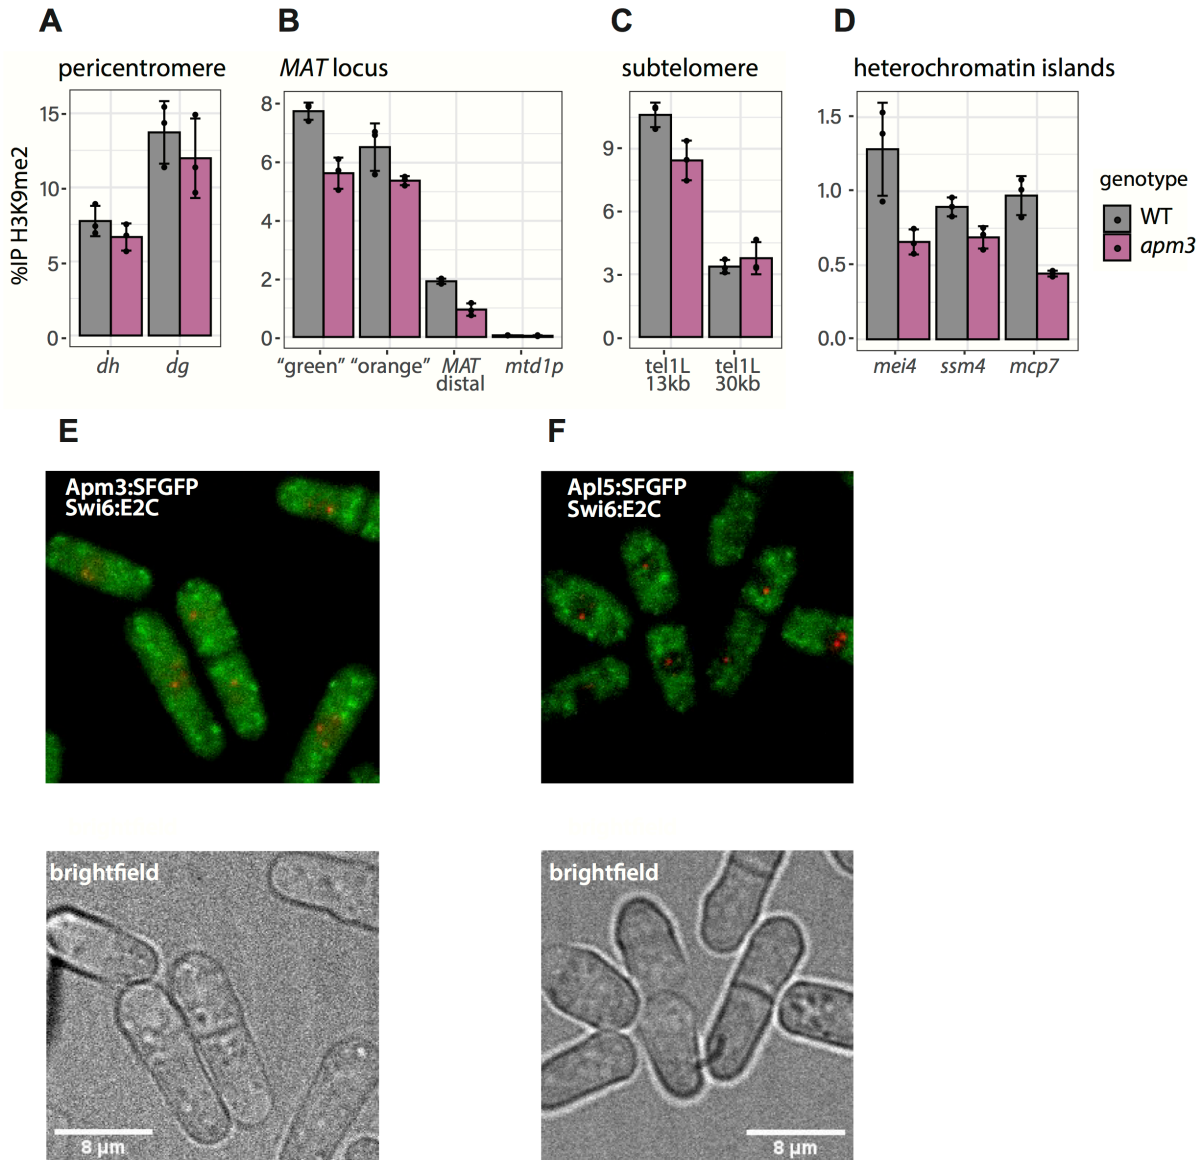 A
B
C
D
pericentromere
MAT locus
subtelomere
heterochromatin islands
%IP H3K9me2
15
10
5
0
dh
dg
8
6
4
2
0
"green"
"orange"
MAT
distal
mtd1p
9
6
3
0
tel1L
13kb
tel1L
30kb
1.5
1.0
0.5
0.0
mei4
ssm4
mcp7
genotype
WT
apm3
E
F
Apm3:SFGFP
Swi6:E2C
Apl5:SFGFP
Swi6:E2C
brightfield
8 µm
brightfield
8 µm